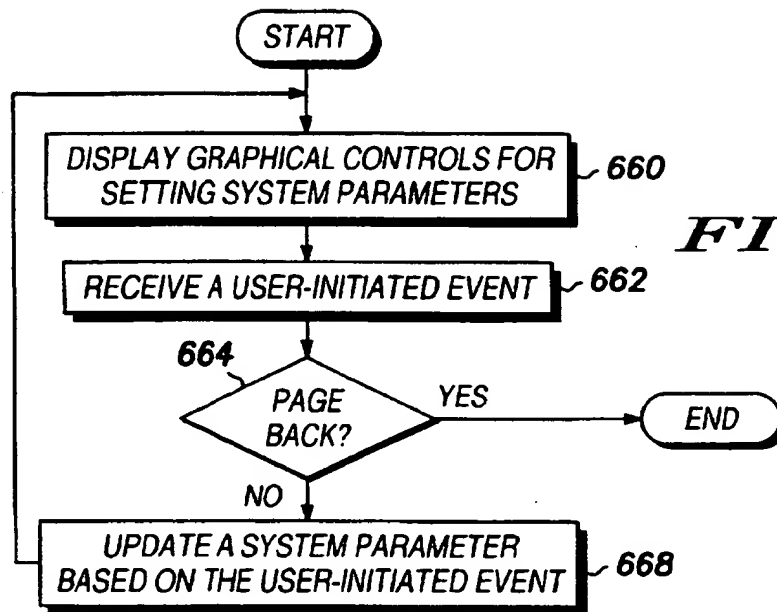 START
DISPLAY GRAPHICAL CONTROLS FOR
SETTING SYSTEM PARAMETERS
660
FI
RECEIVE A USER-INITIATED EVENT
662
664
PAGE
BACK?
YES
END
NO
UPDATE A SYSTEM PARAMETER
BASED ON THE USER-INITIATED EVENT
668